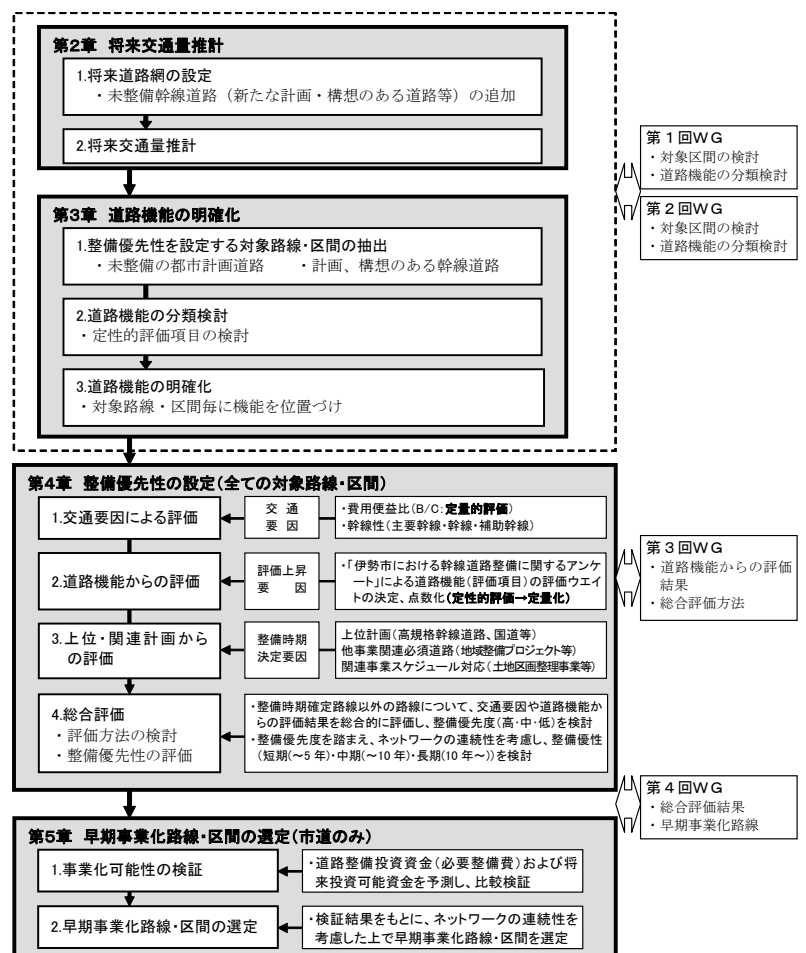 第2章 将来交通量推計
1.将来道路網の設定
・未整備幹線道路（新たな計画・構想のある道路等）の追加
2.将来交通量推計
第3章 道路機能の明確化
1.整備優先性を設定する対象路線・区間の抽出
・未整備の都市計画道路　・計画、構想のある幹線道路
2.道路機能の分類検討
・定性的評価項目の検討
3.道路機能の明確化
・対象路線・区間毎に機能を位置づけ
第1回WG
・対象区間の検討
・道路機能の分類検討
第2回WG
・対象区間の検討
・道路機能の分類検討
第4章 整備優先性の設定(全ての対象路線・区間)
1.交通要因による評価
交 通
要 因
・費用便益比(B/C:定量的評価)
・幹線性(主要幹線・幹線・補助幹線)
2.道路機能からの評価
評価上昇
要 因
・「伊勢市における幹線道路整備に関するアンケ
ート」による道路機能(評価項目)の評価ウエイ
トの決定、点数化(定性的評価→定量化)
3.上位・関連計画から
の評価
整備時期
決定要因
上位計画(高規格幹線道路、国道等)
他事業関連必須道路(地域整備プロジェクト等)
関連事業スケジュール対応(土地区画整理事業等)
4.総合評価
・評価方法の検討
・整備優先性の評価
・整備時期確定路線以外の路線について、交通要因や道路機能か
らの評価結果を総合的に評価し、整備優先度(高・中・低)を検討
・整備優先度を踏まえ、ネットワークの連続性を考慮し、整備優性
(短期(～5年)・中期(～10年)・長期(10年～))を検討
第3回WG
・道路機能からの評価
結果
・総合評価方法
第4回WG
・総合評価結果
・早期事業化路線
第5章 早期事業化路線・区間の選定(市道のみ)
1.事業化可能性の検証
・道路整備投資資金(必要整備費)および将
来投資可能資金を予測し、比較検証
2.早期事業化路線・区間の選定
・検証結果をもとに、ネットワークの連続性を
考慮した上で早期事業化路線・区間を選定